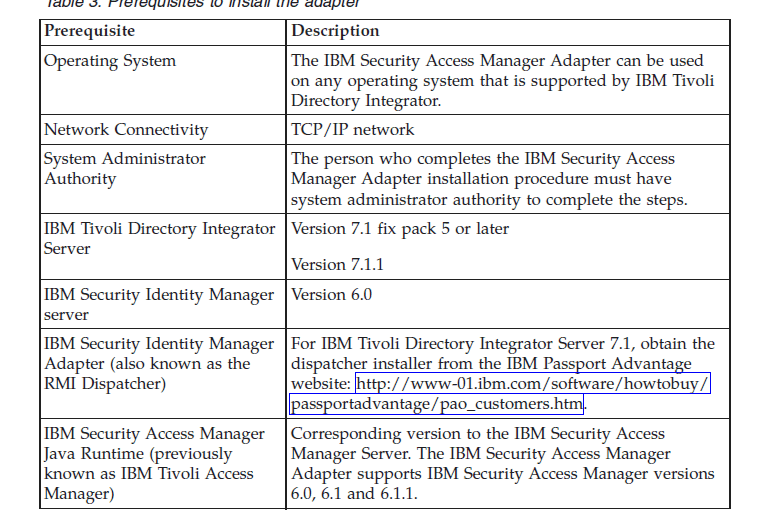 Table 3. Prerequisites to install the adapter
Prerequisite Description
Operating System The IBM Security Access Manager Adapter can be used
on any operating system that is supported by IBM Tivoli
Directory Integrator.
Network Connectivity TCP/IP network
System Administrator
Authority
The person who completes the IBM Security Access
Manager Adapter installation procedure must have
system administrator authority to complete the steps.
IBM Tivoli Directory Integrator
Server
Version 7.1 fix pack 5 or later
Version 7.1.1
IBM Security Identity Manager
server
Version 6.0
IBM Security Identity Manager
Adapter (also known as the
RMI Dispatcher)
For IBM Tivoli Directory Integrator Server 7.1, obtain the
dispatcher installer from the IBM Passport Advantage
website: http://www-01.ibm.com/software/howtobuy/
passportadvantage/pao_customers.htm.
IBM Security Access Manager
Java Runtime (previously
known as IBM Tivoli Access
Manager)
Corresponding version to the IBM Security Access
Manager Server. The IBM Security Access Manager
Adapter supports IBM Security Access Manager versions
6.0, 6.1 and 6.1.1.